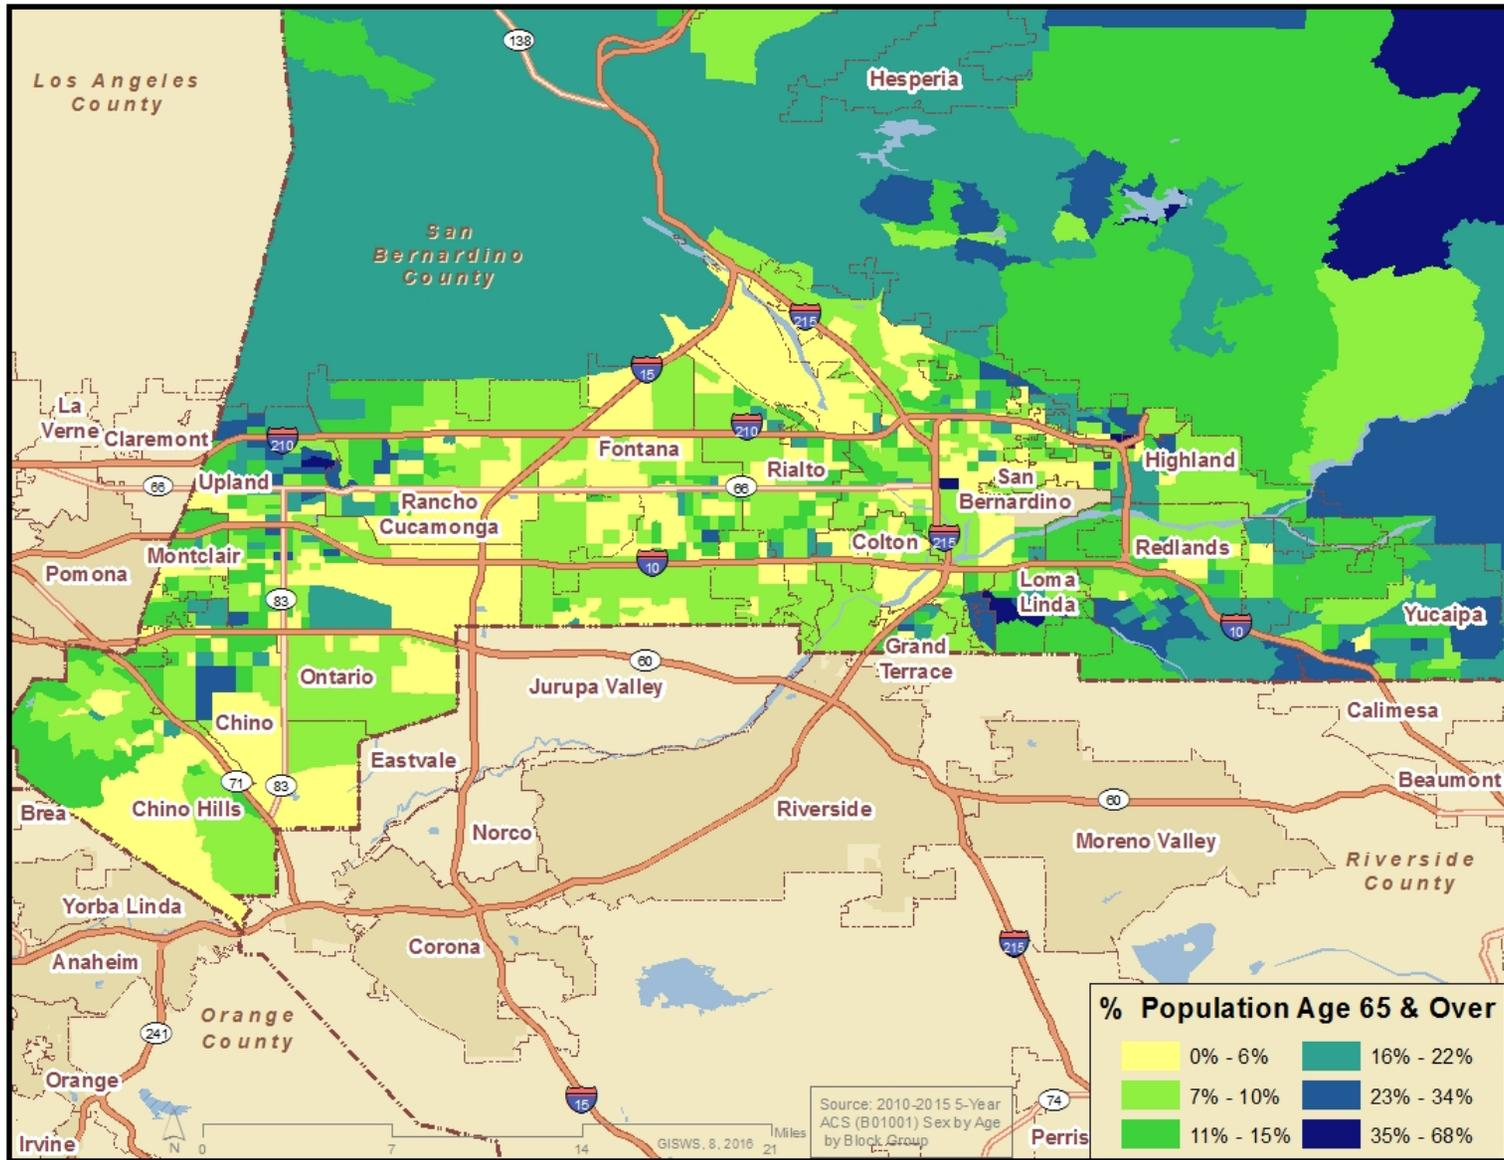 138
Los Angeles
County
Hesperia
San
Bernardino
County
215
15
La
Verne
Claremont
210
210
Fontana
Rialto
Highland
66
Upland
66
San
Bernardino
Rancho
Cucamonga
Colton
215
Montclair
Redlands
Pomona
10
Loma
Linda
83
Yucaipa
10
Grand
Terrace
60
Ontario
Jurupa Valley
Chino
Calimesa
Eastvale
71
83
Beaumont
Brea
Chino Hills
Riverside
60
Norco
Moreno Valley
Riverside
County
Yorba Linda
Corona
215
Anaheim
Orange
County
241
Orange
15
74
Irvine
Perris
N
0
7
14
21
Miles
GISWS, 8, 2016
Source: 2010-2015 5-Year
ACS (B01001) Sex by Age
by Block Group
% Population Age 65 & Over
0% - 6%
16% - 22%
7% - 10%
23% - 34%
11% - 15%
35% - 68%